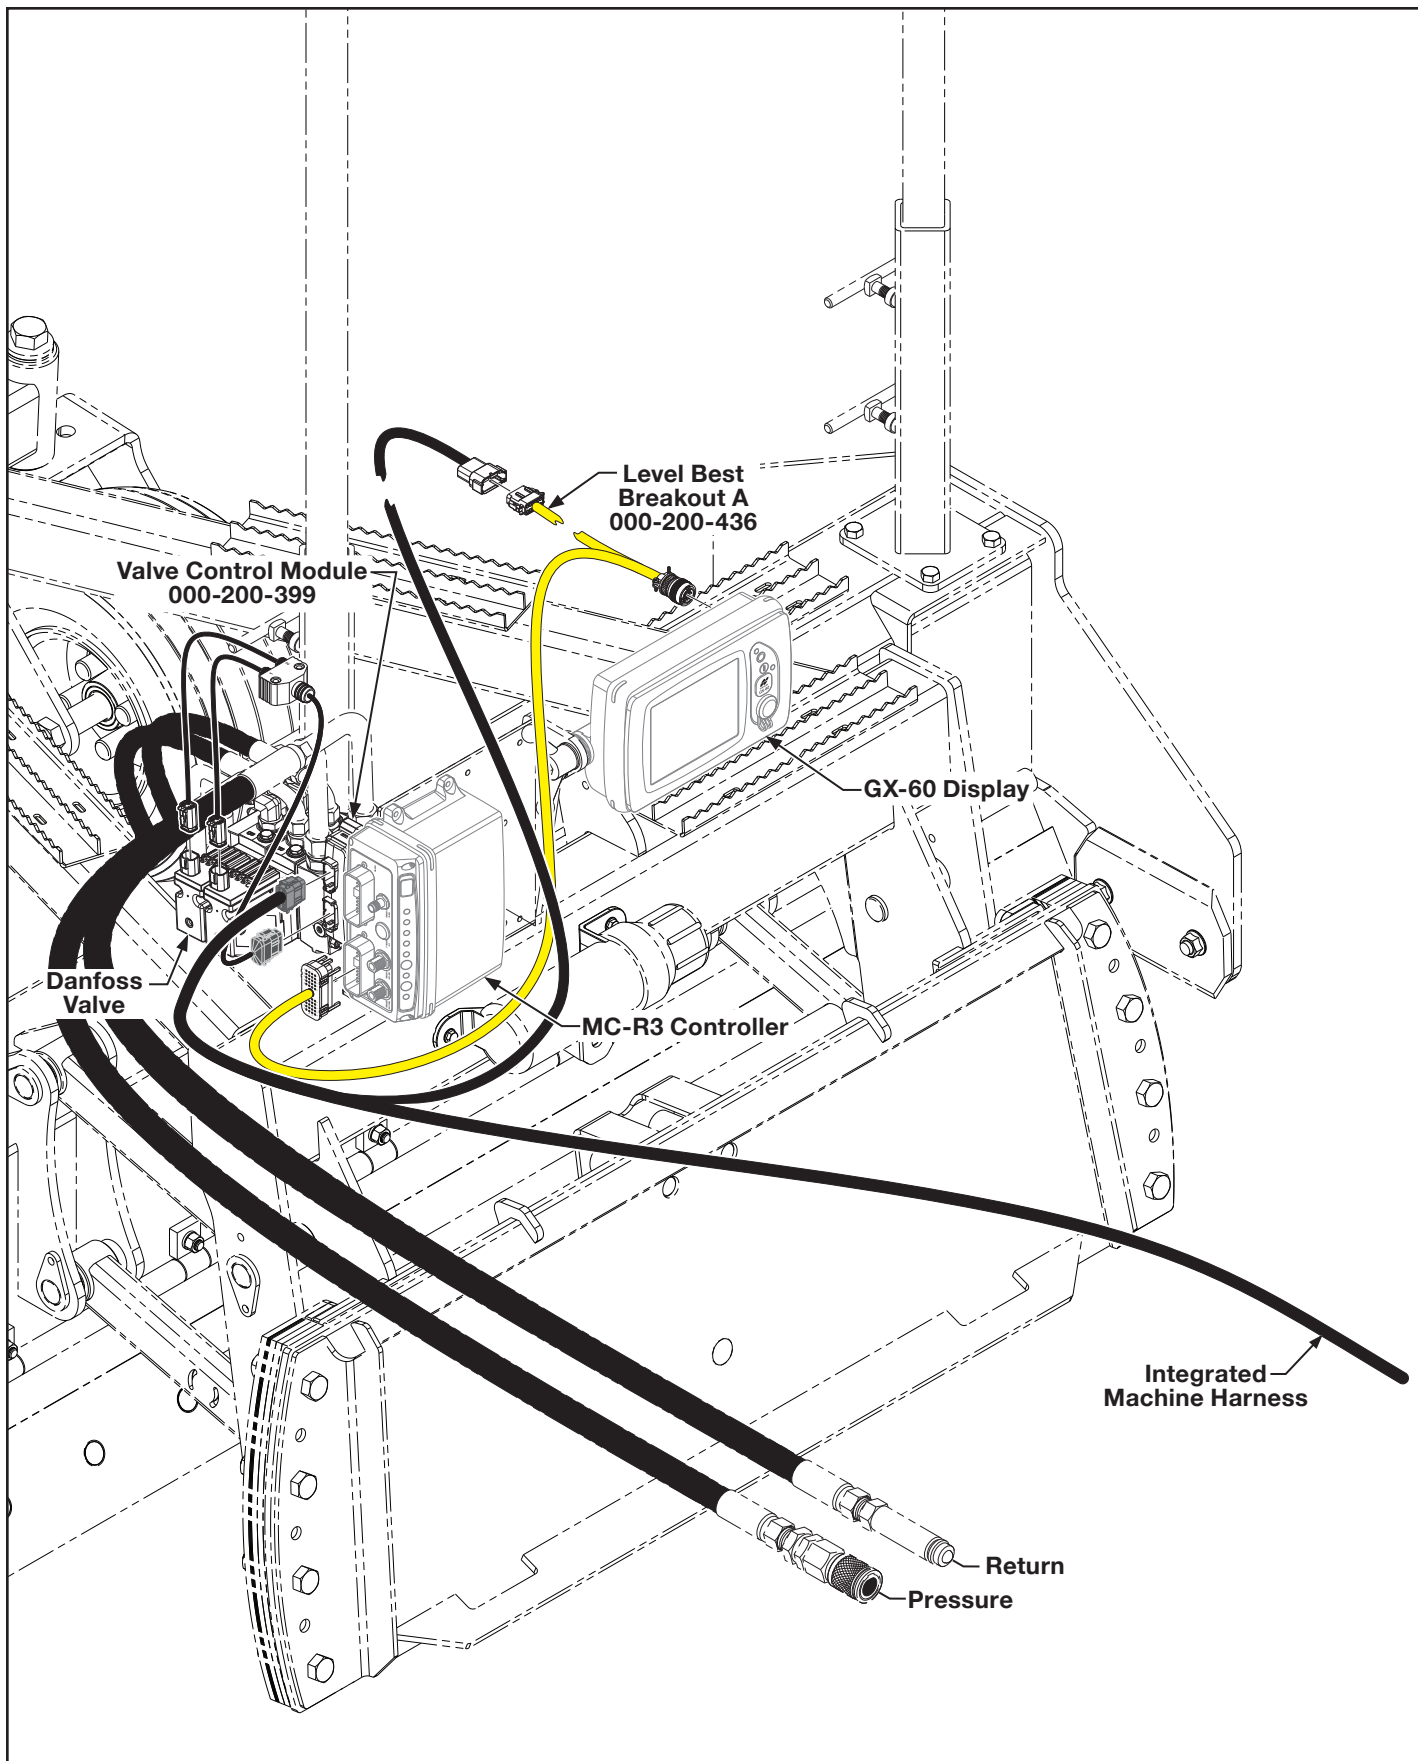 Level Best
Breakout A
000-200-436
Valve Control Module
000-200-399
GX-60 Display
Danfoss
Valve
MC-R3 Controller
Integrated
Machine Harness
Return
Pressure